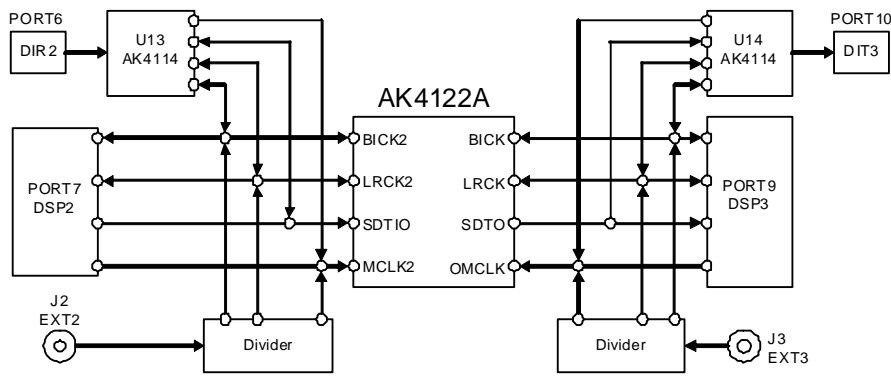 PORT6
DIR2
U13
AK4114
U14
AK4114
PORT10
DIT3
AK4122A
PORT7
DSP2
BICK2
LRCK2
SDTIO
MCLK2
BICK
LRCK
SDTO
OMCLK
PORT9
DSP3
J2
EXT2
Divider
Divider
J3
EXT3